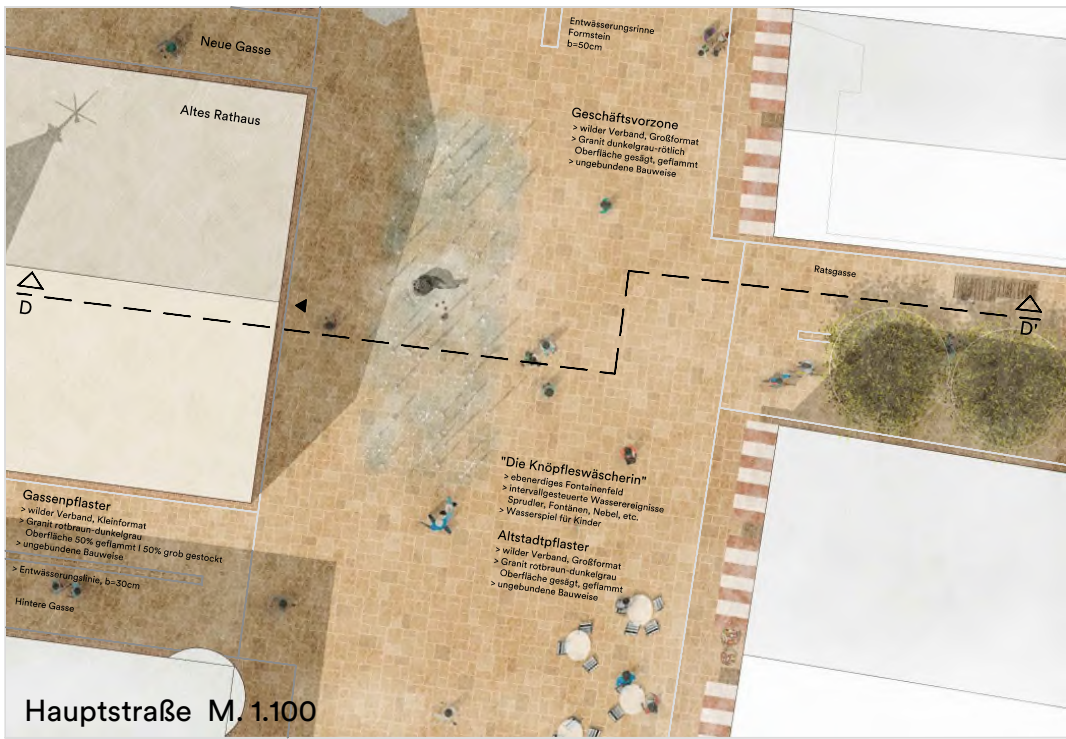 Entwässerungsrinne
Formstein
b=50cm
Neue Gasse
Altes Rathaus
Geschäftsvorzone
> wilder Verband, Großformat
> Granit dunkelgrau-rötlich
Oberfläche gesägt, geflammt
> ungebundene Bauweise
Ratsgasse
D
D'
"Die Knöpfleswäscherin"
> ebenerdiges Fontainenfeld
> intervallgesteuerte Wasserereignisse
Sprudler, Fontänen, Nebel, etc.
> Wasserspiel für Kinder
Gassenpflaster
> wilder Verband, Kleinformat
> Granit rotbraun-dunkelgrau
Oberfläche 50% geflammt I 50% grob gestockt
> ungebundene Bauweise
> Entwässerungslinie, b=30cm
Hintere Gasse
Altstadtpflaster
> wilder Verband, Großformat
> Granit rotbraun-dunkelgrau
Oberfläche gesägt, geflammt
> ungebundene Bauweise
Hauptstraße M. 1.100